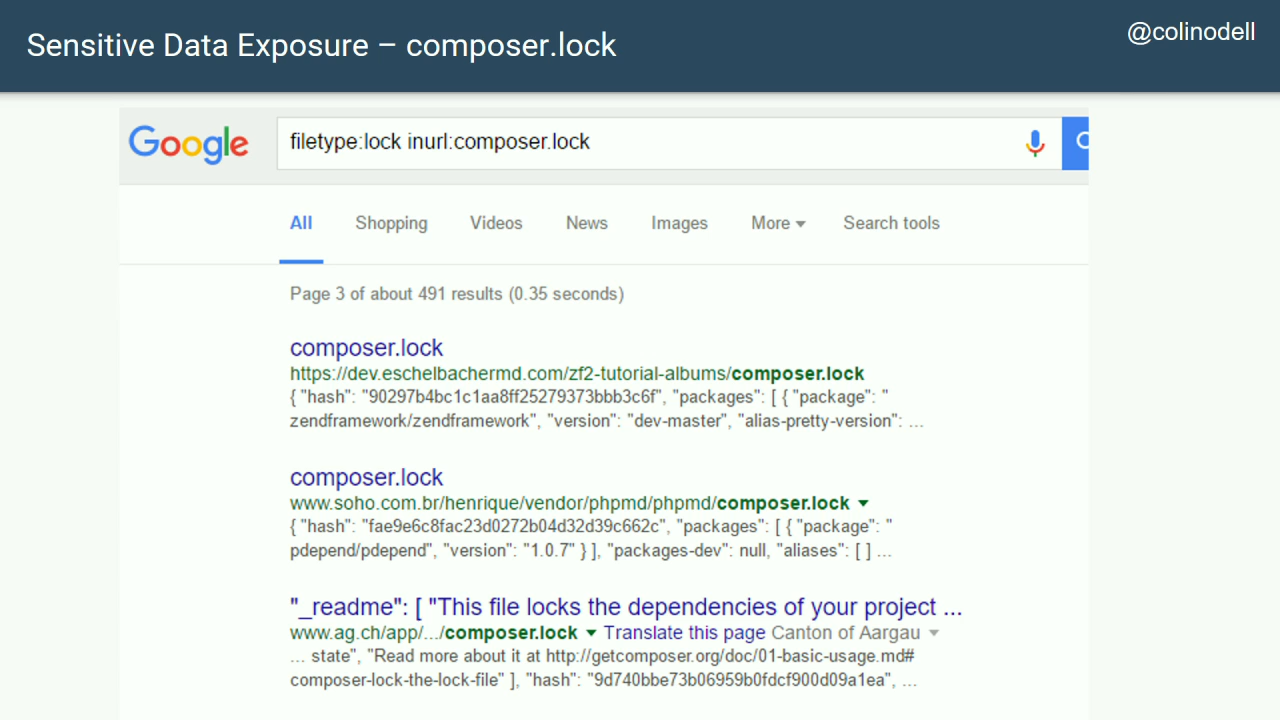 Sensitive Data Exposure – composer.lock
@colinodell
Google
filetype:lock inurl:composer.lock
All Shopping Videos News Images More Search tools
Page 3 of about 491 results (0.35 seconds)
composer.lock
https://dev.eschelbachermd.com/zf2-tutorial-albums/composer.lock
{ "hash": "90297b4bc1c1aa8ff25279373bbb3c6f", "packages": [ { "package": "
zendframework/zendframework", "version": "dev-master", "alias-pretty-version": ...
composer.lock
www.soho.com.br/henrique/vendor/phpmd/phpmd/composer.lock
{ "hash": "fae9e6c8fac23d0272b04d32d39c662c", "packages": [ { "package": "
pdepend/pdepend", "version": "1.0.7" } ], "packages-dev": null, "aliases": [ ] ...
"_readme": [ "This file locks the dependencies of your project ...
www.ag.ch/app/.../composer.lock Translate this page Canton of Aargau
... state", "Read more about it at http://getcomposer.org/doc/01-basic-usage.md#
composer-lock-the-lock-file" ], "hash": "9d740bbe73b06959b0fdcf900d09a1ea", ...